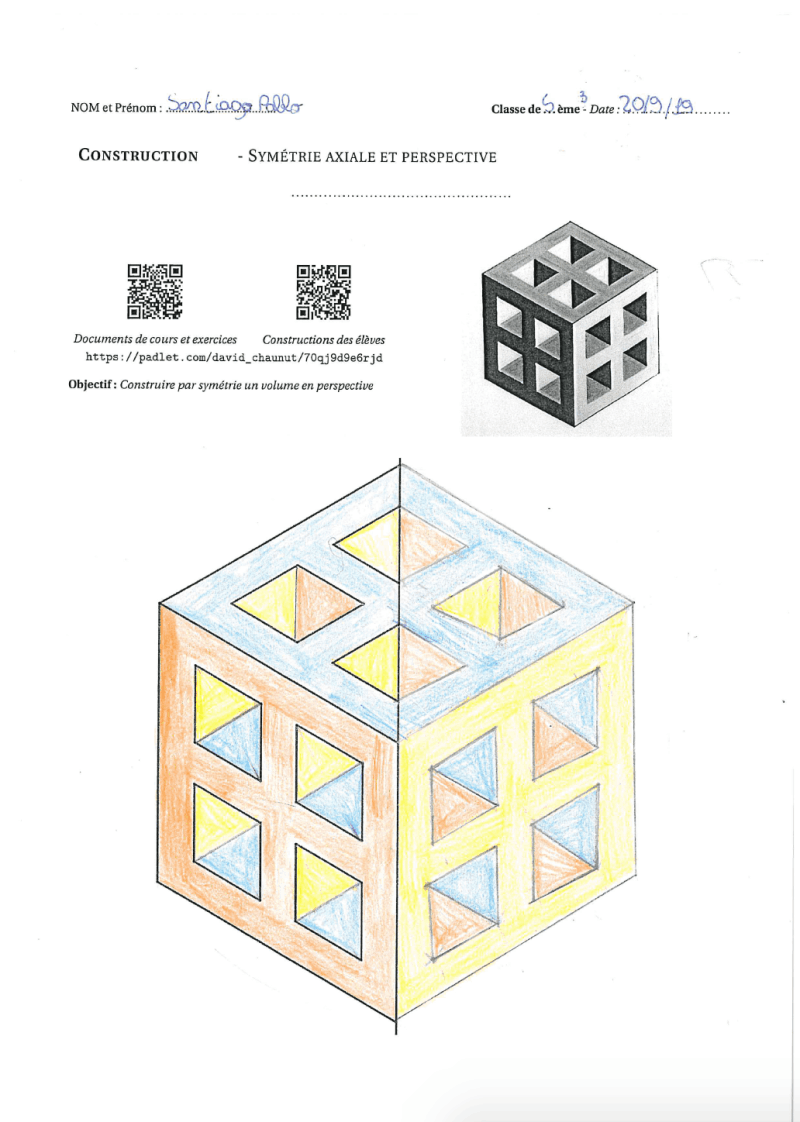 NOM et Prénom : Santiago Pollo
Classe de 5 ème 3 - Date : 20/9/19
CONSTRUCTION - SYMÉTRIE AXIALE ET PERSPECTIVE
Documents de cours et exercices Constructions des élèves
https://padlet.com/david_chaunut/70qj9d9e6rjd
Objectif : Construire par symétrie un volume en perspective